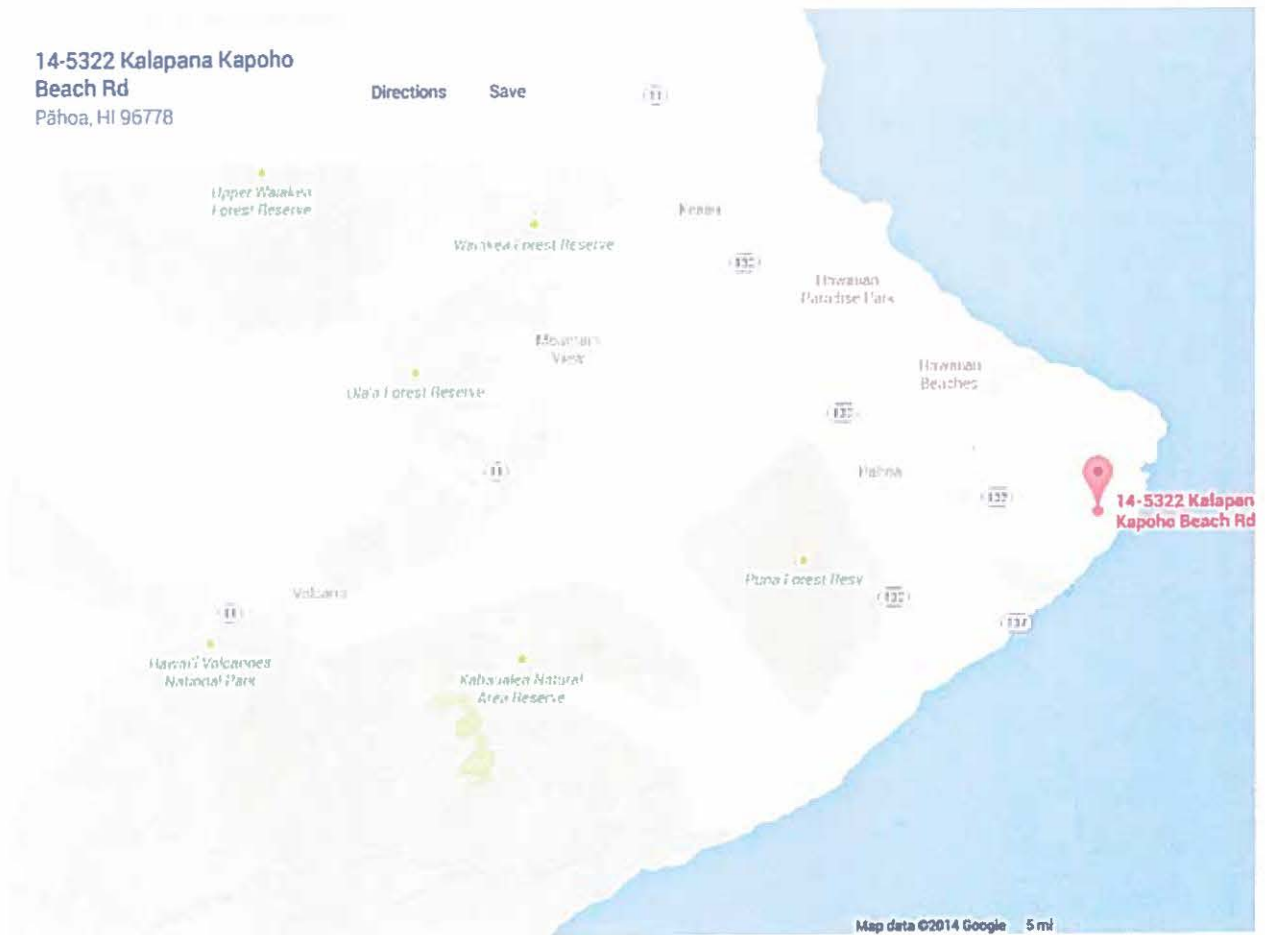 14-5322 Kalapana Kapoho
Beach Rd
Pāhoa, HI 96778
Directions Save
11
Upper Waiakea
Forest Reserve
Waiakea Forest Reserve
Keaau
130
Hawaiian
Paradise Park
Mountain
View
Hawaiian
Beaches
Ola'a Forest Reserve
130
11
Pahoa
132
14-5322 Kalapan
Kapoho Beach Rd
Puna Forest Resv
130
Volcano
11
137
Hawai'i Volcanoes
National Park
Kahaualea Natural
Area Reserve
Map data ©2014 Google 5 mi